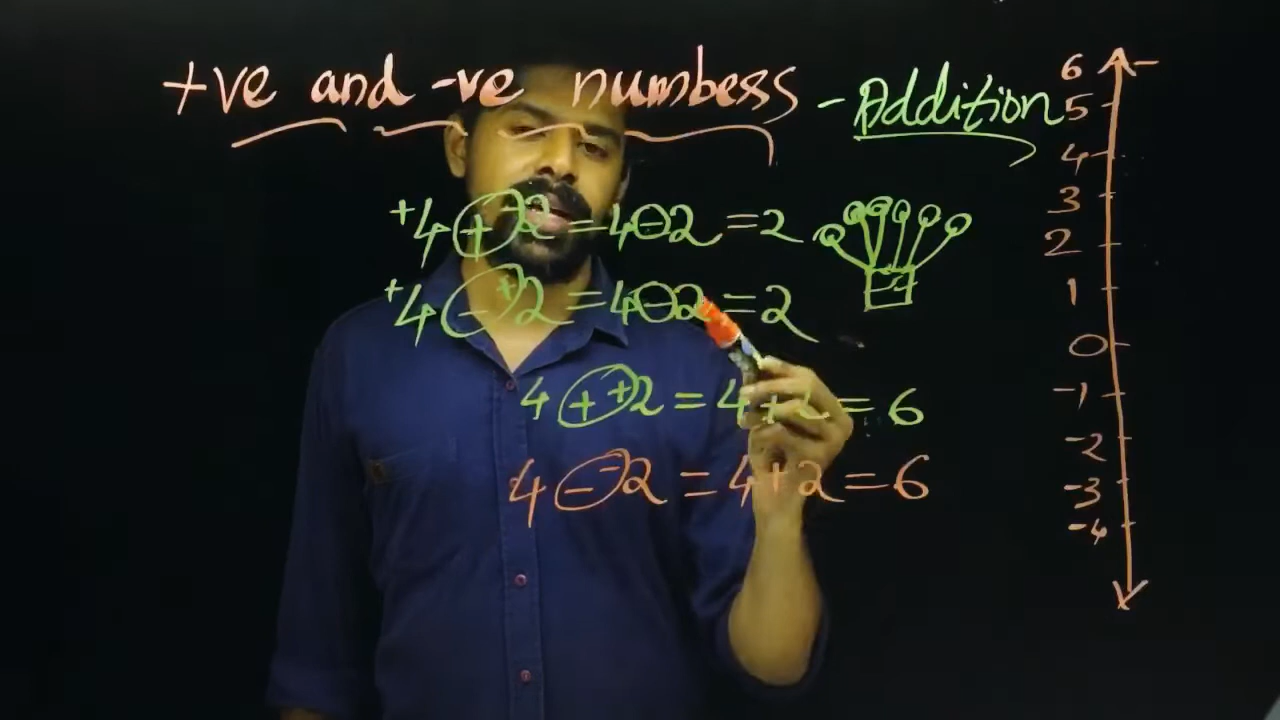 +ve and -ve numbers - Addition
+4 + -2 = 4-2 = 2
+4 - +2 = 4-2 = 2
4 + +2 = 4+2 = 6
4 - -2 = 4+2 = 6
6
5
4
3
2
1
0
-1
-2
-3
-4